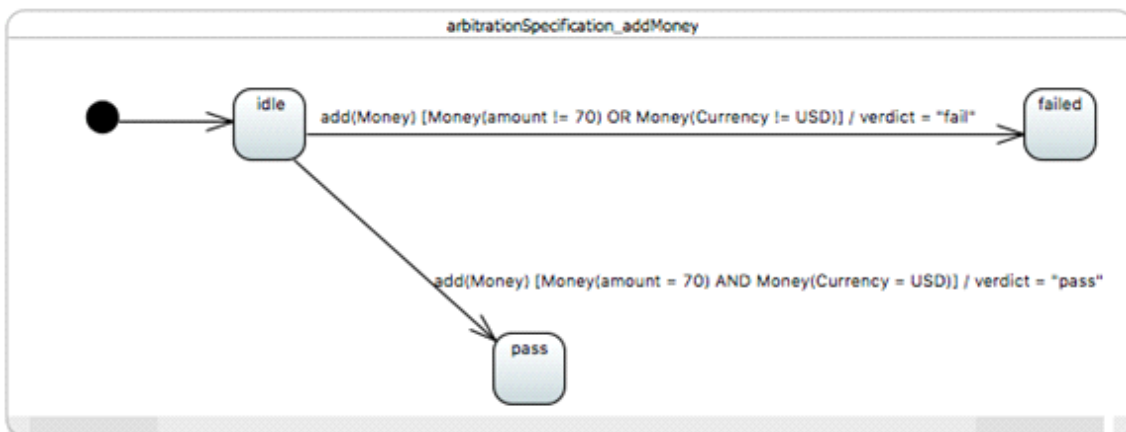 arbitrationSpecification_addMoney
idle
add(Money) [Money(amount != 70) OR Money(Currency != USD)] / verdict = "fail"
failed
add(Money) [Money(amount = 70) AND Money(Currency = USD)] / verdict = "pass"
pass